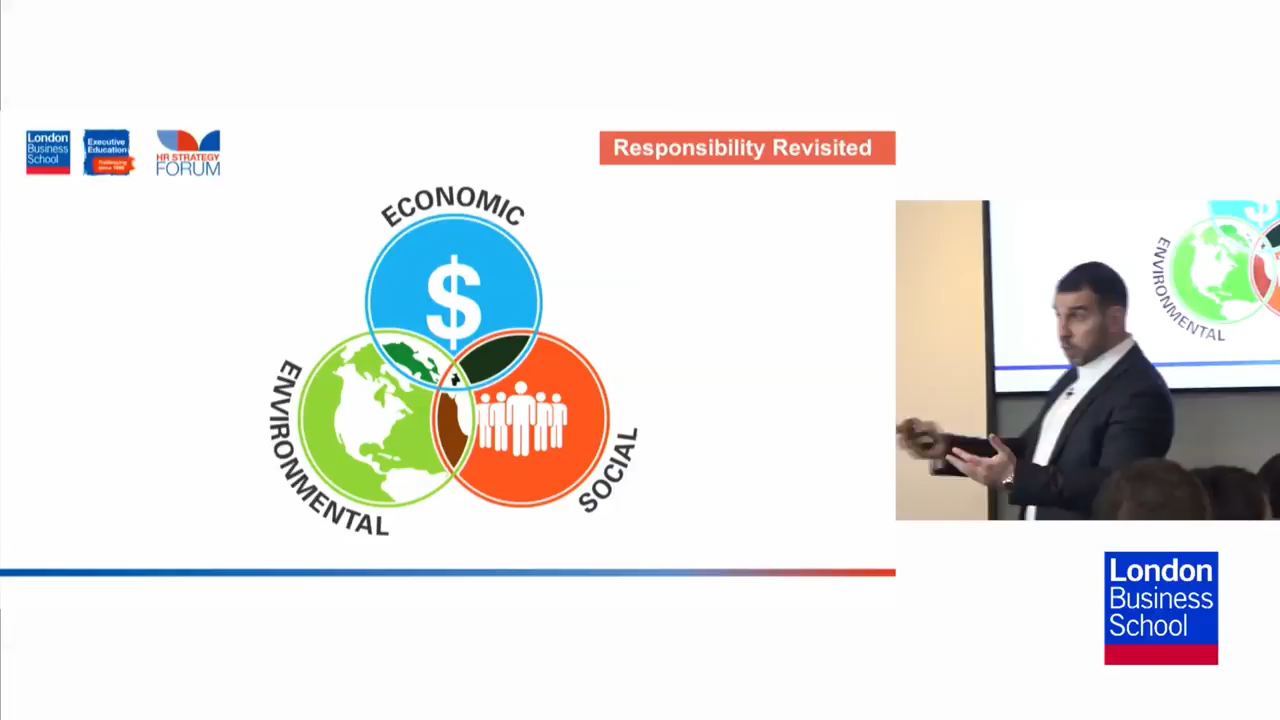 London
Business
School
Executive
Education
HR STRATEGY
FORUM
Responsibility Revisited
ECONOMIC
$
ENVIRONMENTAL
SOCIAL
$
ENVIRONMENTAL
London
Business
School